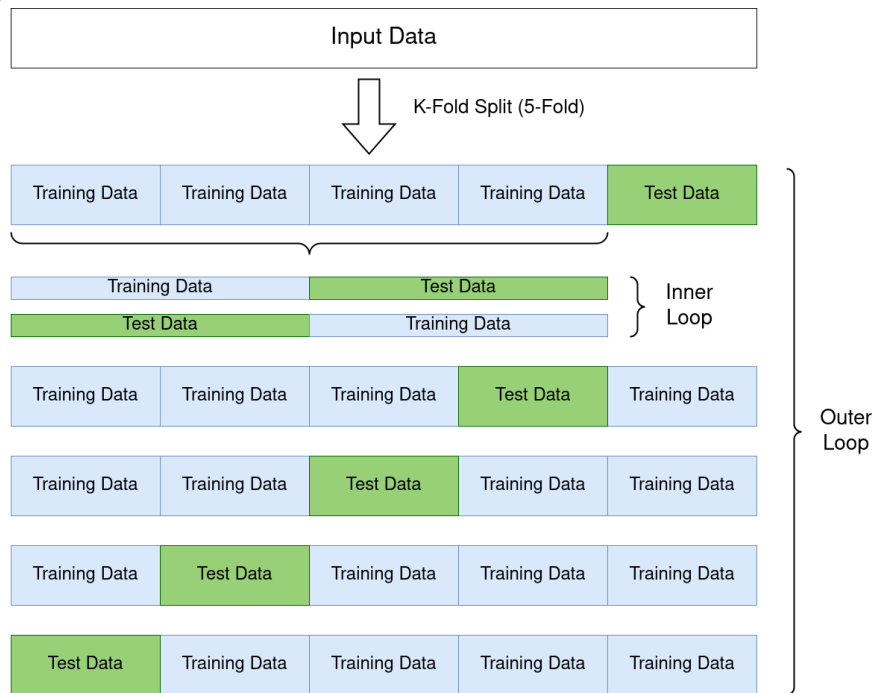 Input Data
K-Fold Split (5-Fold)
Training Data Training Data Training Data Training Data Test Data
Training Data Test Data
Inner
Loop
Test Data Training Data
Training Data Training Data Training Data Test Data Training Data
Outer
Loop
Training Data Training Data Test Data Training Data Training Data
Training Data Test Data Training Data Training Data Training Data
Test Data Training Data Training Data Training Data Training Data